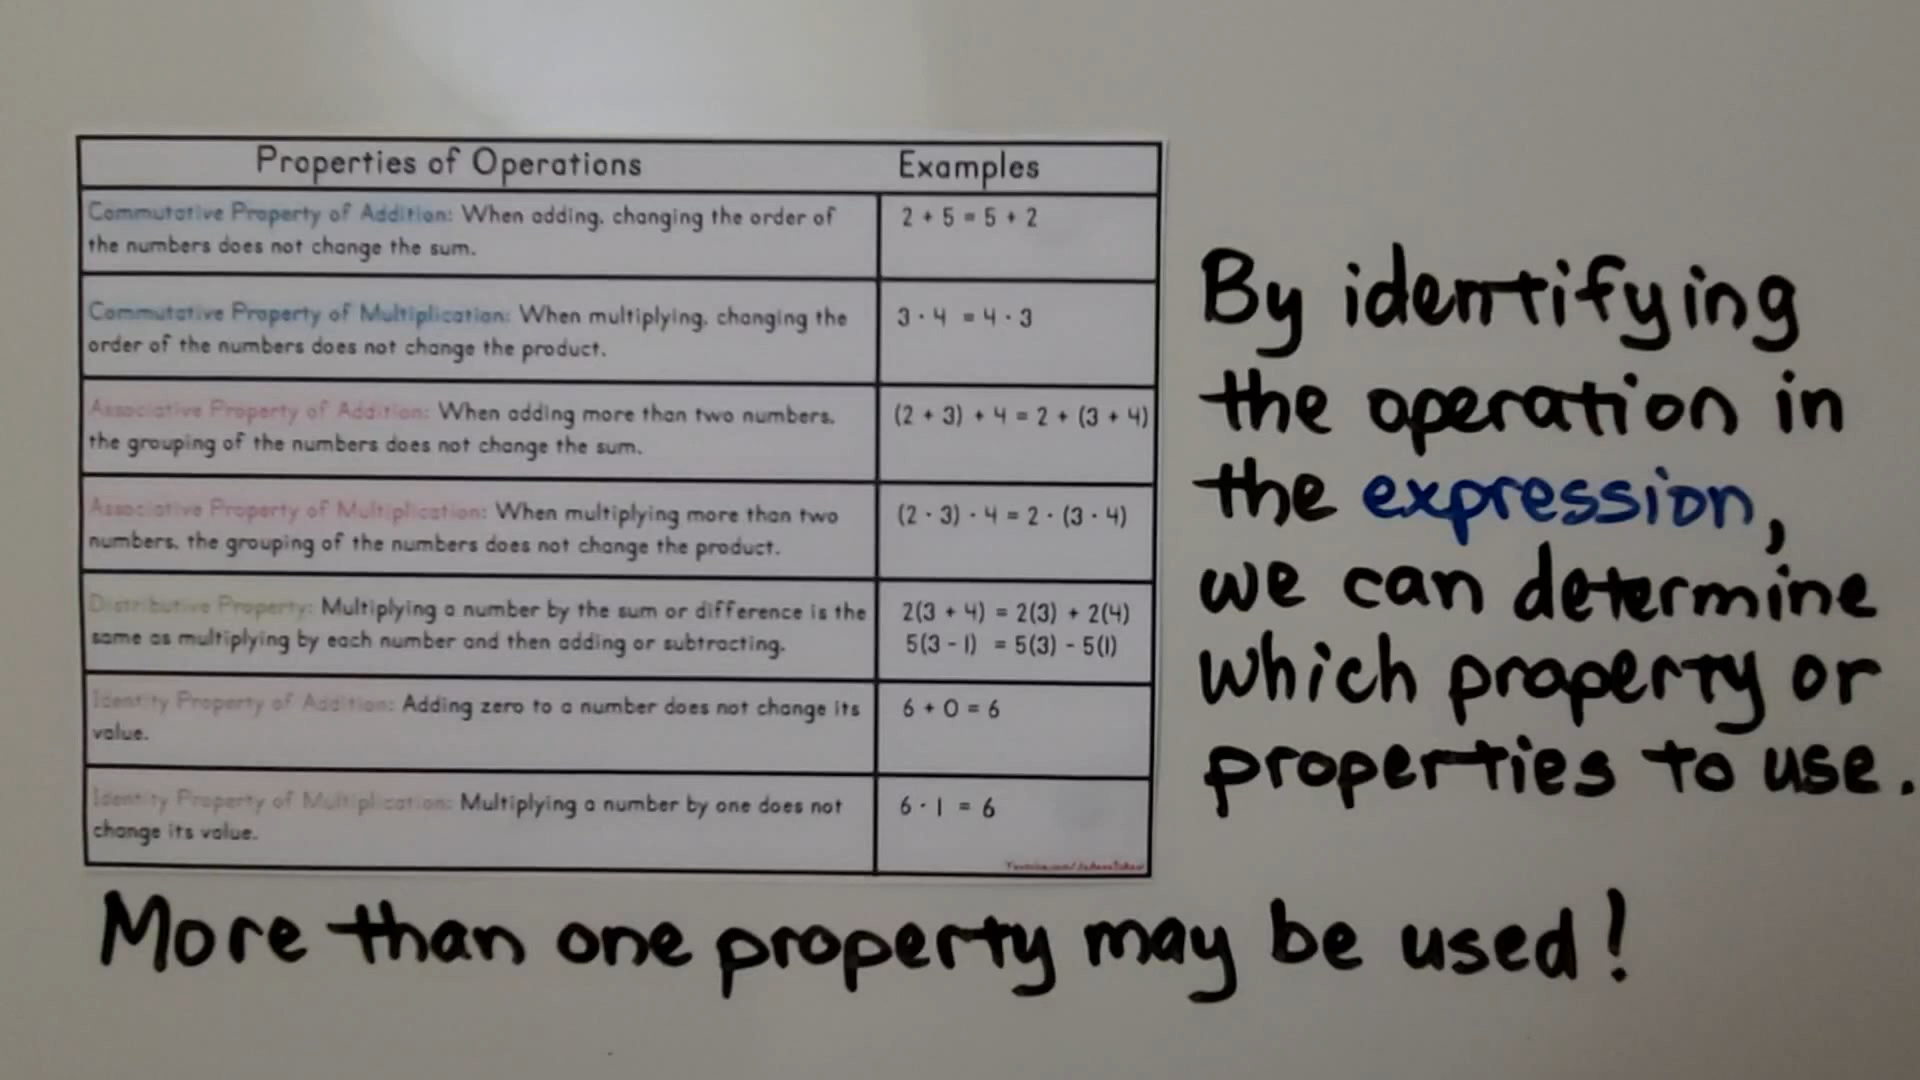 Properties of Operations Examples
Commutative Property of Addition: When adding, changing the order of
the numbers does not change the sum.
2 + 5 = 5 + 2
Commutative Property of Multiplication: When multiplying, changing the
order of the numbers does not change the product.
3 · 4 = 4 · 3
Associative Property of Addition: When adding more than two numbers,
the grouping of the numbers does not change the sum.
(2 + 3) + 4 = 2 + (3 + 4)
Associative Property of Multiplication: When multiplying more than two
numbers, the grouping of the numbers does not change the product.
(2 · 3) · 4 = 2 · (3 · 4)
Distributive Property: Multiplying a number by the sum or difference is the
same as multiplying by each number and then adding or subtracting.
2(3 + 4) = 2(3) + 2(4)
5(3 - 1) = 5(3) - 5(1)
Identity Property of Addition: Adding zero to a number does not change its
value.
6 + 0 = 6
Identity Property of Multiplication: Multiplying a number by one does not
change its value.
6 · 1 = 6
By identifying
the operation in
the expression,
we can determine
which property or
properties to use.
More than one property may be used!